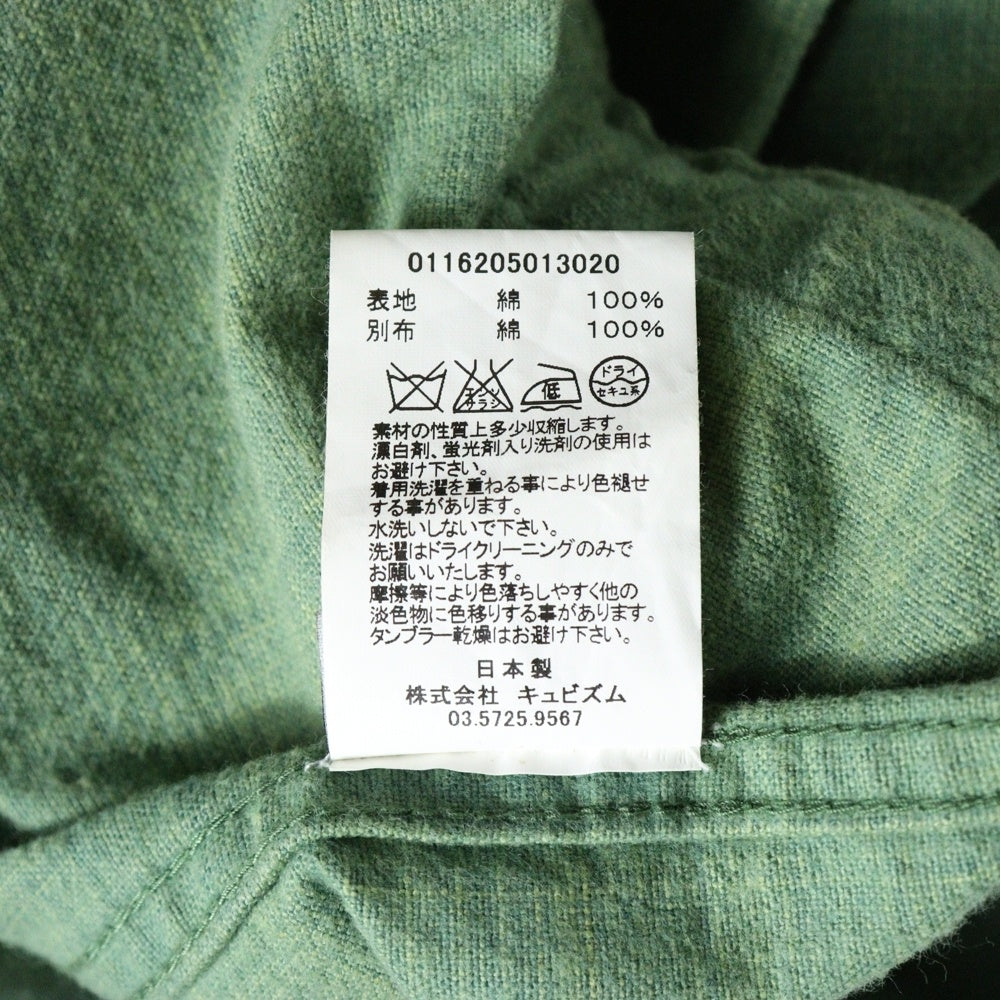 0116205013020
表地 綿 100%
別布 綿 100%
エンソサラシ 低 ドライ セキユ系
素材の性質上多少収縮します。
漂白剤、蛍光剤入り洗剤の使用は
お避け下さい。
着用洗濯を重ねる事により色褪せ
する事があります。
水洗いしないで下さい。
洗濯はドライクリーニングのみで
お願いいたします。
摩擦等により色落ちしやすく他の
淡色物に色移りする事があります。
タンブラー乾燥はお避け下さい。
日本製
株式会社 キュビズム
03.5725.9567